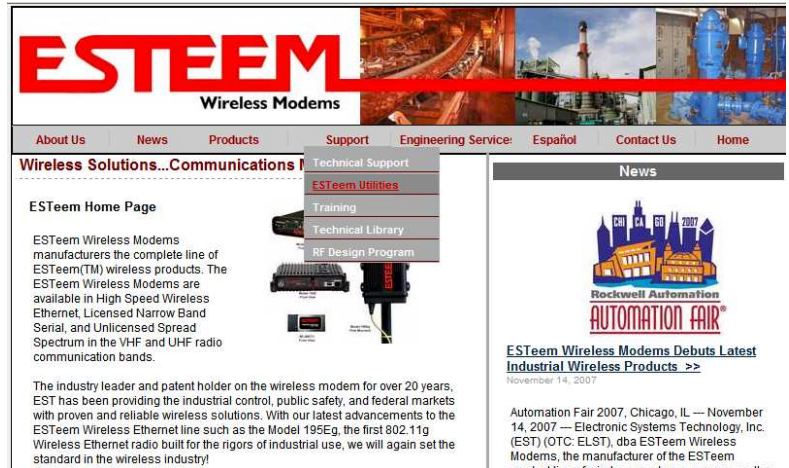 ESTEEM
Wireless Modems
About Us News Products Support Engineering Services Español Contact Us Home
Wireless Solutions...Communications
Technical Support
ESTeem Utilities
Training
Technical Library
RF Design Program
ESTeem Home Page
ESTeem Wireless Modems
manufacturers the complete line of
ESTeem(TM) wireless products. The
ESTeem Wireless Modems are
available in High Speed Wireless
Ethernet, Licensed Narrow Band
Serial, and Unlicensed Spread
Spectrum in the VHF and UHF radio
communication bands.
ESTEEM
The industry leader and patent holder on the wireless modem for over 20 years,
EST has been providing the industrial control, public safety, and federal markets
with proven and reliable wireless solutions. With our latest advancements to the
ESTeem Wireless Ethernet line such as the Model 195Eg, the first 802.11g
Wireless Ethernet radio built for the rigors of industrial use, we will again set the
standard in the wireless industry!
News
CHI CA GO 2007
Rockwell Automation
AUTOMATION FAIR®
ESTeem Wireless Modems Debuts Latest
Industrial Wireless Products >>
November 14, 2007
Automation Fair 2007, Chicago, IL --- November
14, 2007 --- Electronic Systems Technology, Inc.
(EST) (OTC: ELST), dba ESTeem Wireless
Modems, the manufacturer of the ESTeem